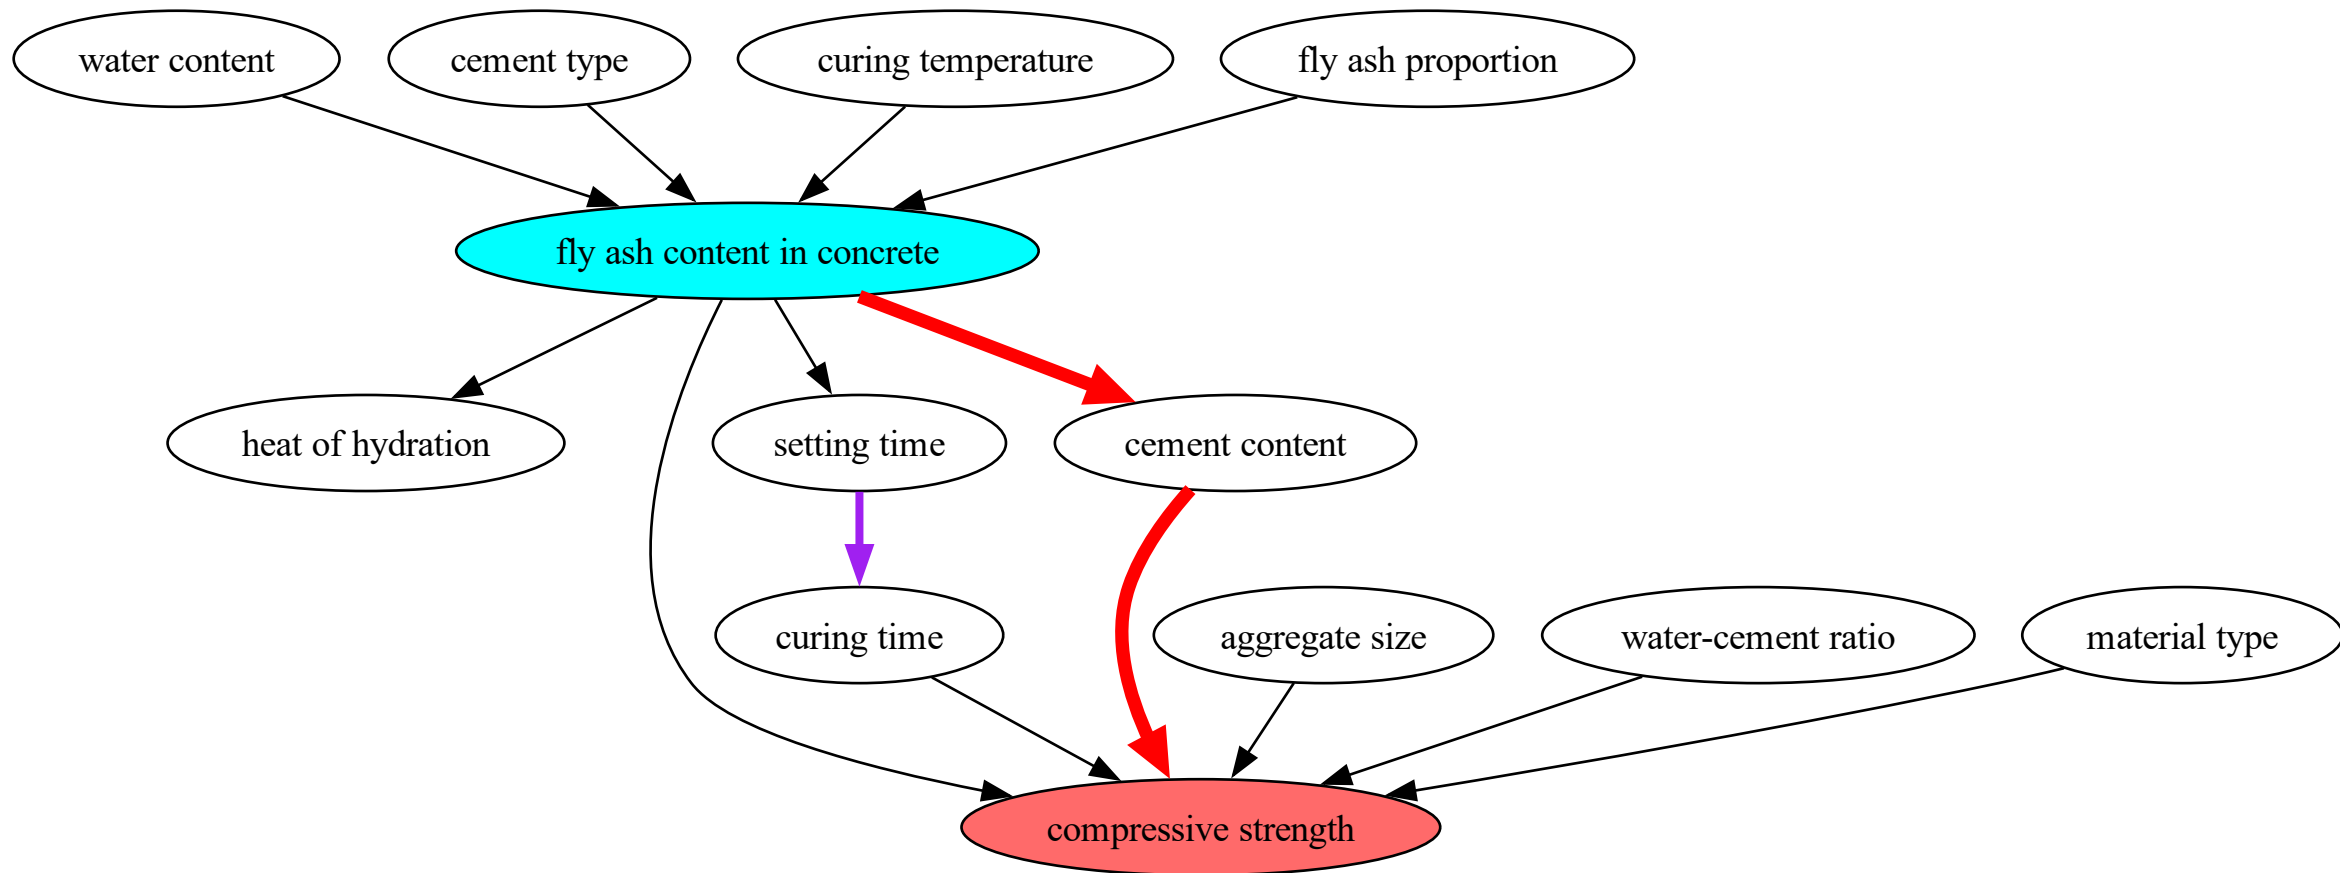 water content
cement type
curing temperature
fly ash proportion
fly ash content in concrete
heat of hydration
setting time
cement content
curing time
aggregate size
water-cement ratio
material type
compressive strength